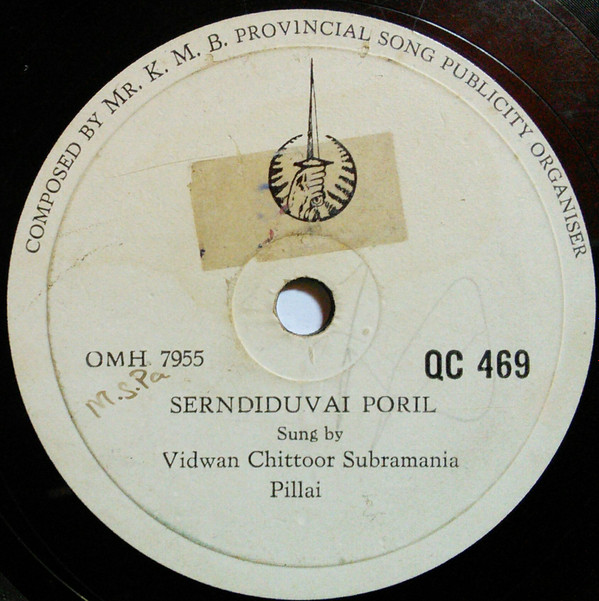 COMPOSED BY MR. K. M. B. PROVINCIAL SONG PUBLICITY ORGANISER
OMH 7955
QC 469
M.S.Pa
SERNDIDUVAI PORIL
Sung by
Vidwan Chittoor Subramania
Pillai